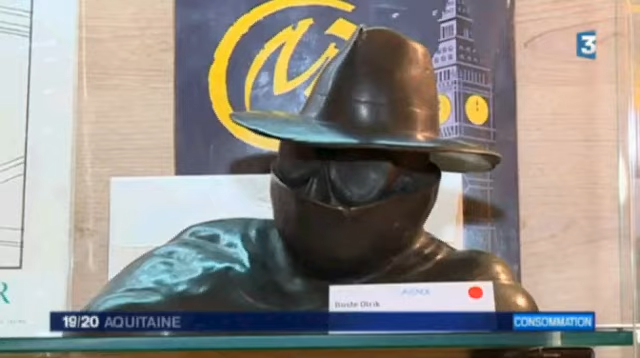 3
R
Buste Olrik
19/20 AQUITAINE
CONSOMMATION